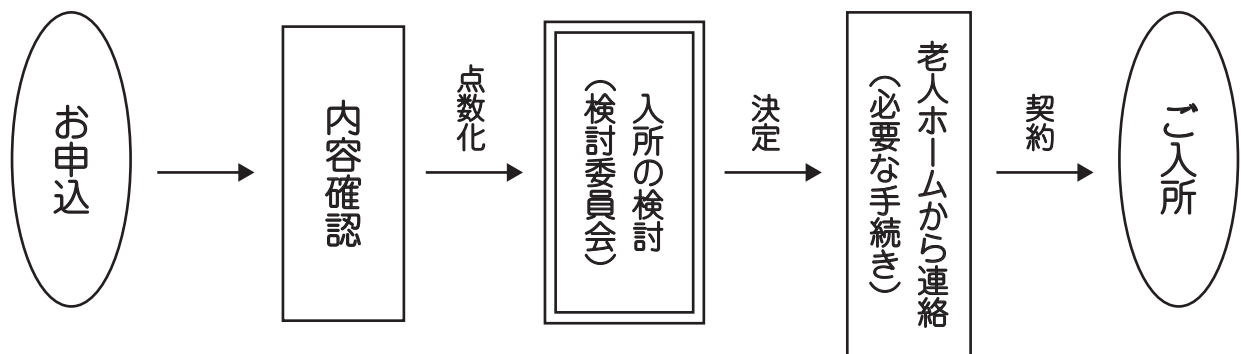 お申込
内容確認
点数化
入所の検討
（検討委員会）
決定
老人ホームから連絡
（必要な手続き）
契約
ご入所